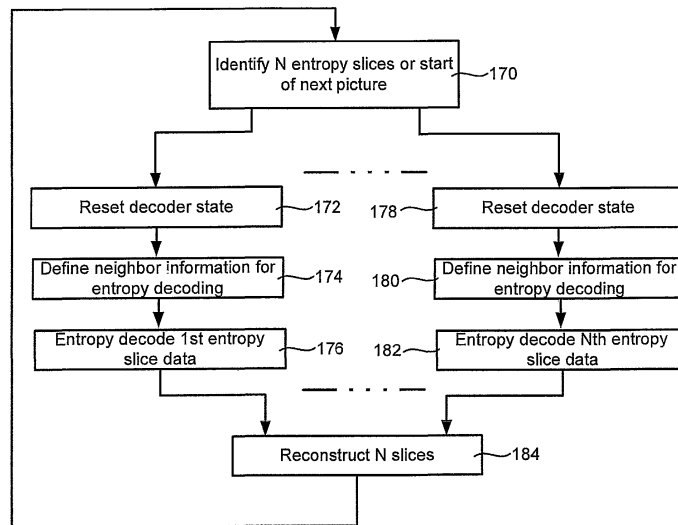 Identify N entropy slices or start
of next picture
170
Reset decoder state
172
178
Reset decoder state
Define neighbor information for
entropy decoding
174
180
Define neighbor information for
entropy decoding
Entropy decode 1st entropy
slice data
176
182
Entropy decode Nth entropy
slice data
Reconstruct N slices
184